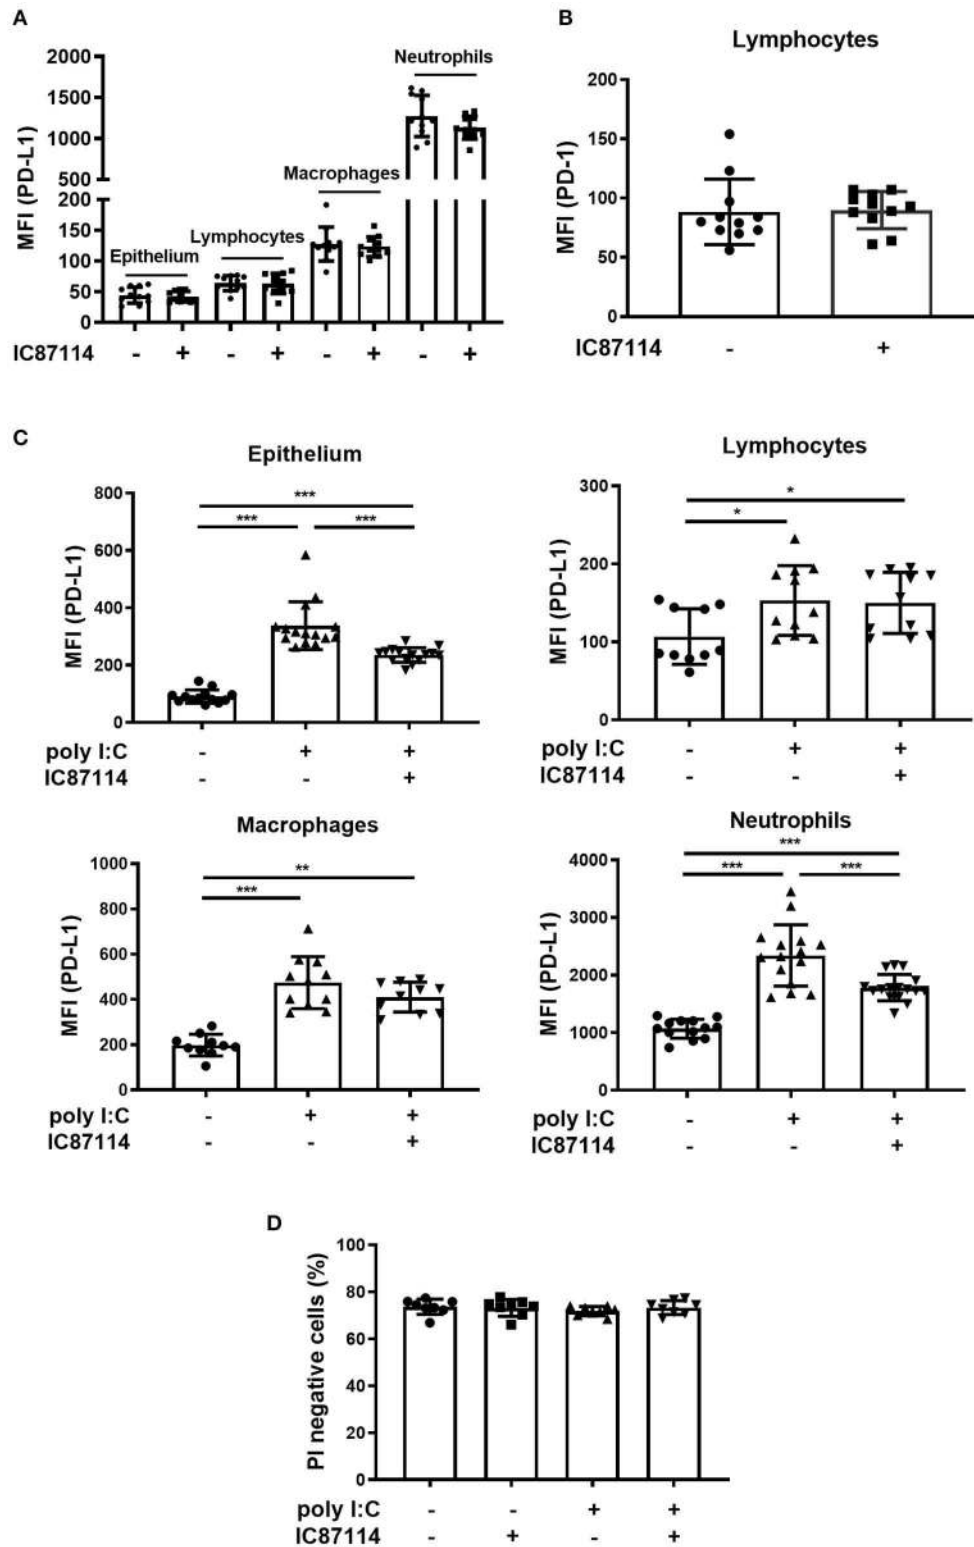 A
MFI (PD-L1)
2000
1500
1000
500
200
150
100
50
0
Epithelium
Lymphocytes
Macrophages
Neutrophils
IC87114 - + - + - + - +
B
Lymphocytes
MFI (PD-1)
200
150
100
50
0
IC87114 - +
C
Epithelium
MFI (PD-L1)
800
600
400
200
0
***
*** ***
poly I:C - + +
IC87114 - - +
Lymphocytes
MFI (PD-L1)
300
200
100
0
*
*
poly I:C - + +
IC87114 - - +
Macrophages
MFI (PD-L1)
1000
800
600
400
200
0
**
***
poly I:C - + +
IC87114 - - +
Neutrophils
MFI (PD-L1)
4000
3000
2000
1000
0
***
*** ***
poly I:C - + +
IC87114 - - +
D
PI negative cells (%)
100
80
60
40
20
0
poly I:C - - + +
IC87114 - + - +